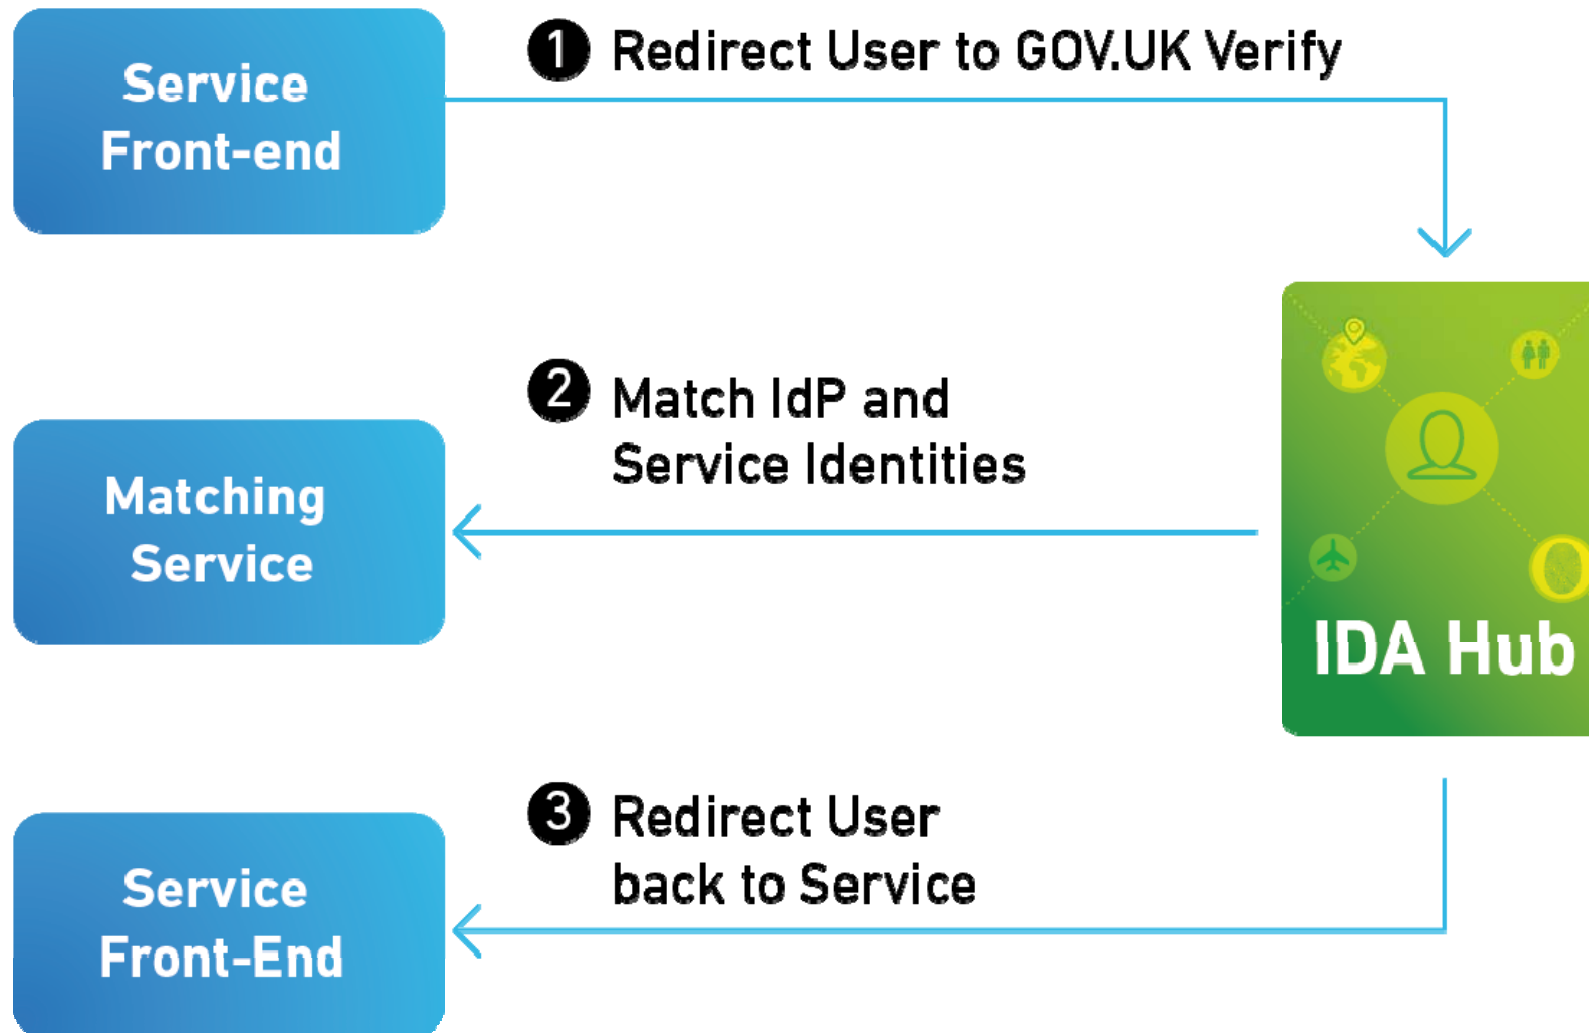 Service
Front-end
1 Redirect User to GOV.UK Verify
2 Match IdP and
Service Identities
Matching
Service
IDA Hub
3 Redirect User
back to Service
Service
Front-End